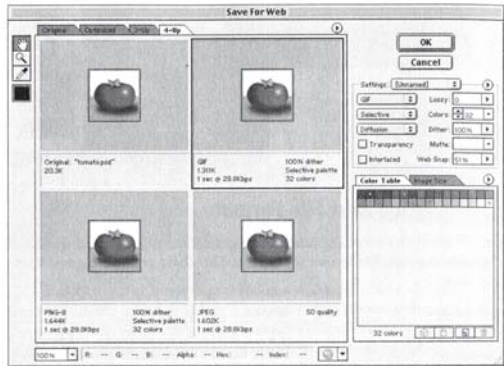 Save For Web
Original Optimized 2-Up 4-Up
OK
Cancel
Settings: [Unnamed]
GIF Lossy: 0
Selective Colors: 32
Diffusion Dither: 100%
Transparency Matte:
Interlaced Web Snap: 51%
Color Table Image Size
Original: "tomato.psd"
20.3K
GIF 100% dither
1.311K Selective palette
1 sec @ 28.8Kbps 32 colors
PNG-8 100% dither
1.644K Selective palette
1 sec @ 28.8Kbps 32 colors
JPEG 50 quality
1.602K
1 sec @ 28.8Kbps
32 colors
100% R: -- G: -- B: -- Alpha: -- Hex: -- Index: --